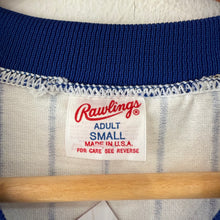 Rawlings®
ADULT
SMALL
MADE IN U.S.A.
FOR CARE SEE REVERSE